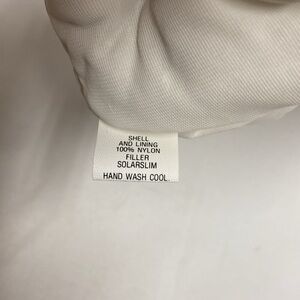 SHELL
AND LINING
100% NYLON
FILLER
SOLARSLIM
HAND WASH COOL.